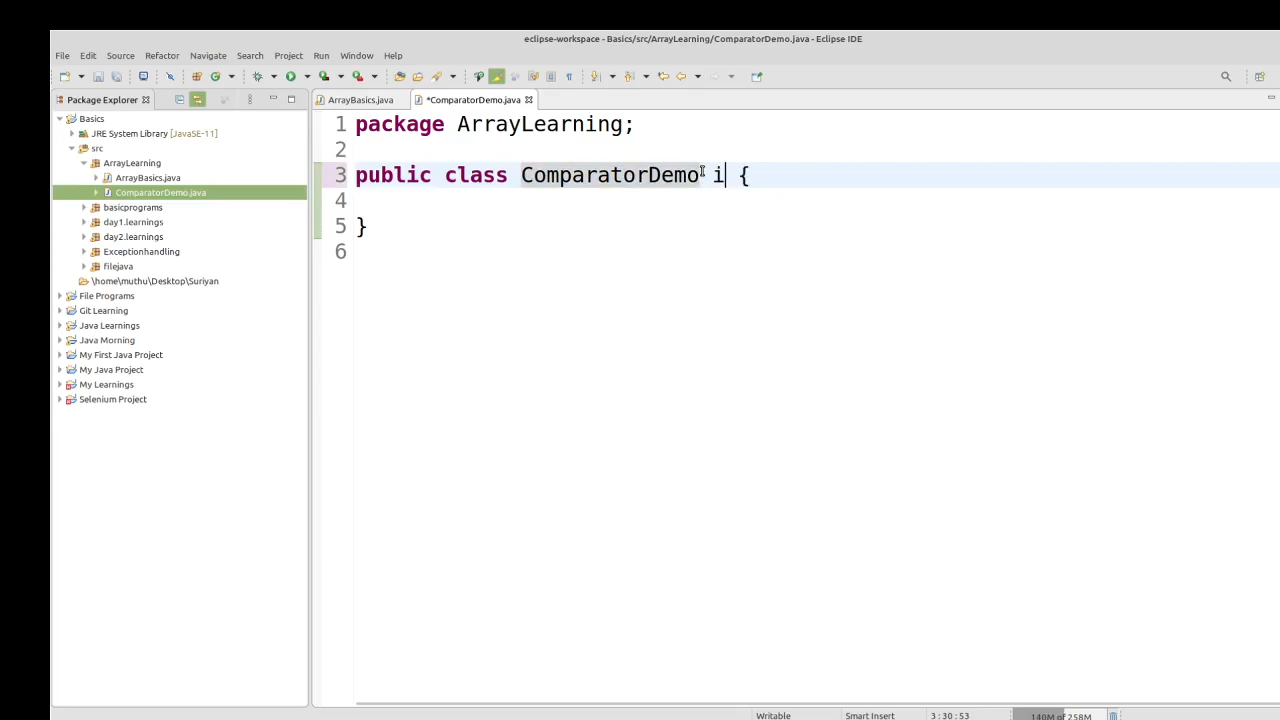 eclipse-workspace - Basics/src/ArrayLearning/ComparatorDemo.java - Eclipse IDE
File Edit Source Refactor Navigate Search Project Run Window Help
Package Explorer
ArrayBasics.java
*ComparatorDemo.java
Basics
JRE System Library [JavaSE-11]
src
ArrayLearning
ArrayBasics.java
ComparatorDemo.java
basicprograms
day1.learnings
day2.learnings
Exceptionhandling
filejava
\home\muthu\Desktop\Suriyan
File Programs
Git Learning
Java Learnings
Java Morning
My First Java Project
My Java Project
My Learnings
Selenium Project
1 package ArrayLearning;
2
3 public class ComparatorDemo i {
4
5 }
6
Writable Smart Insert 3 : 30 : 53 140M of 258M